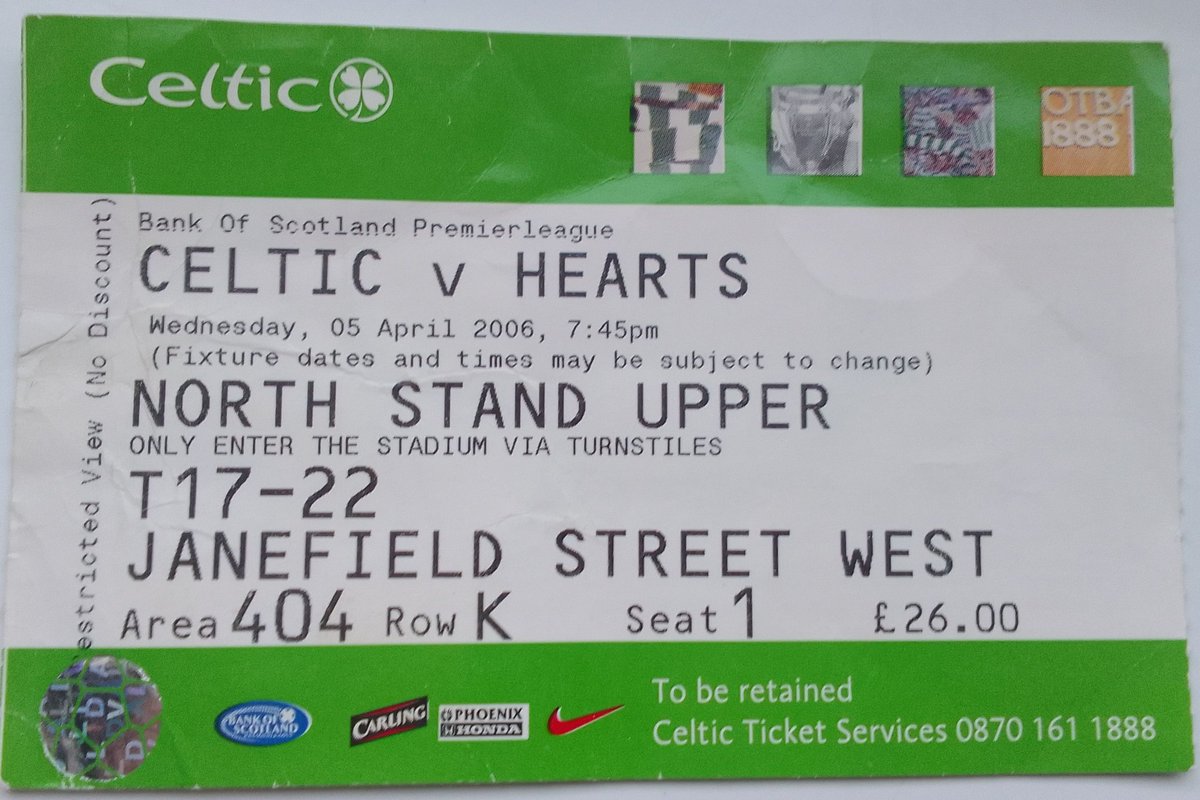 Celtic
OTBA
1888
Bank Of Scotland Premierleague
CELTIC v HEARTS
Wednesday, 05 April 2006, 7:45pm
(Fixture dates and times may be subject to change)
NORTH STAND UPPER
ONLY ENTER THE STADIUM VIA TURNSTILES
T17-22
JANEFIELD STREET WEST
Area 404 Row K Seat 1 £26.00
estricted View (No Discount)
BANK OF SCOTLAND
CARLING
PHOENIX
HONDA
To be retained
Celtic Ticket Services 0870 161 1888